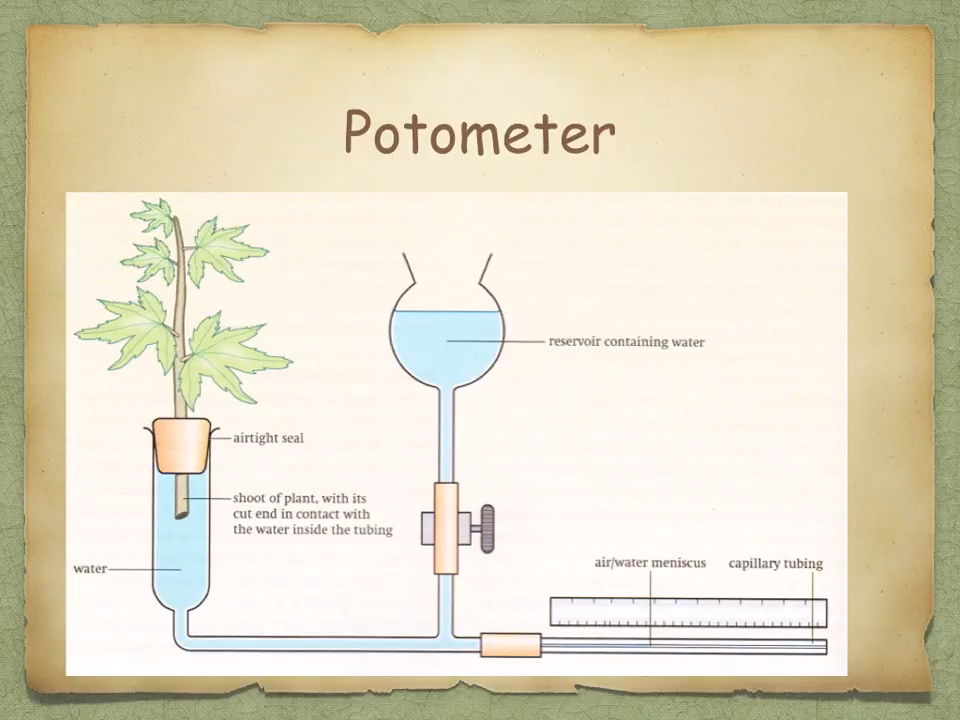 Potometer
reservoir containing water
airtight seal
shoot of plant, with its
cut end in contact with
the water inside the tubing
water
air/water meniscus
capillary tubing